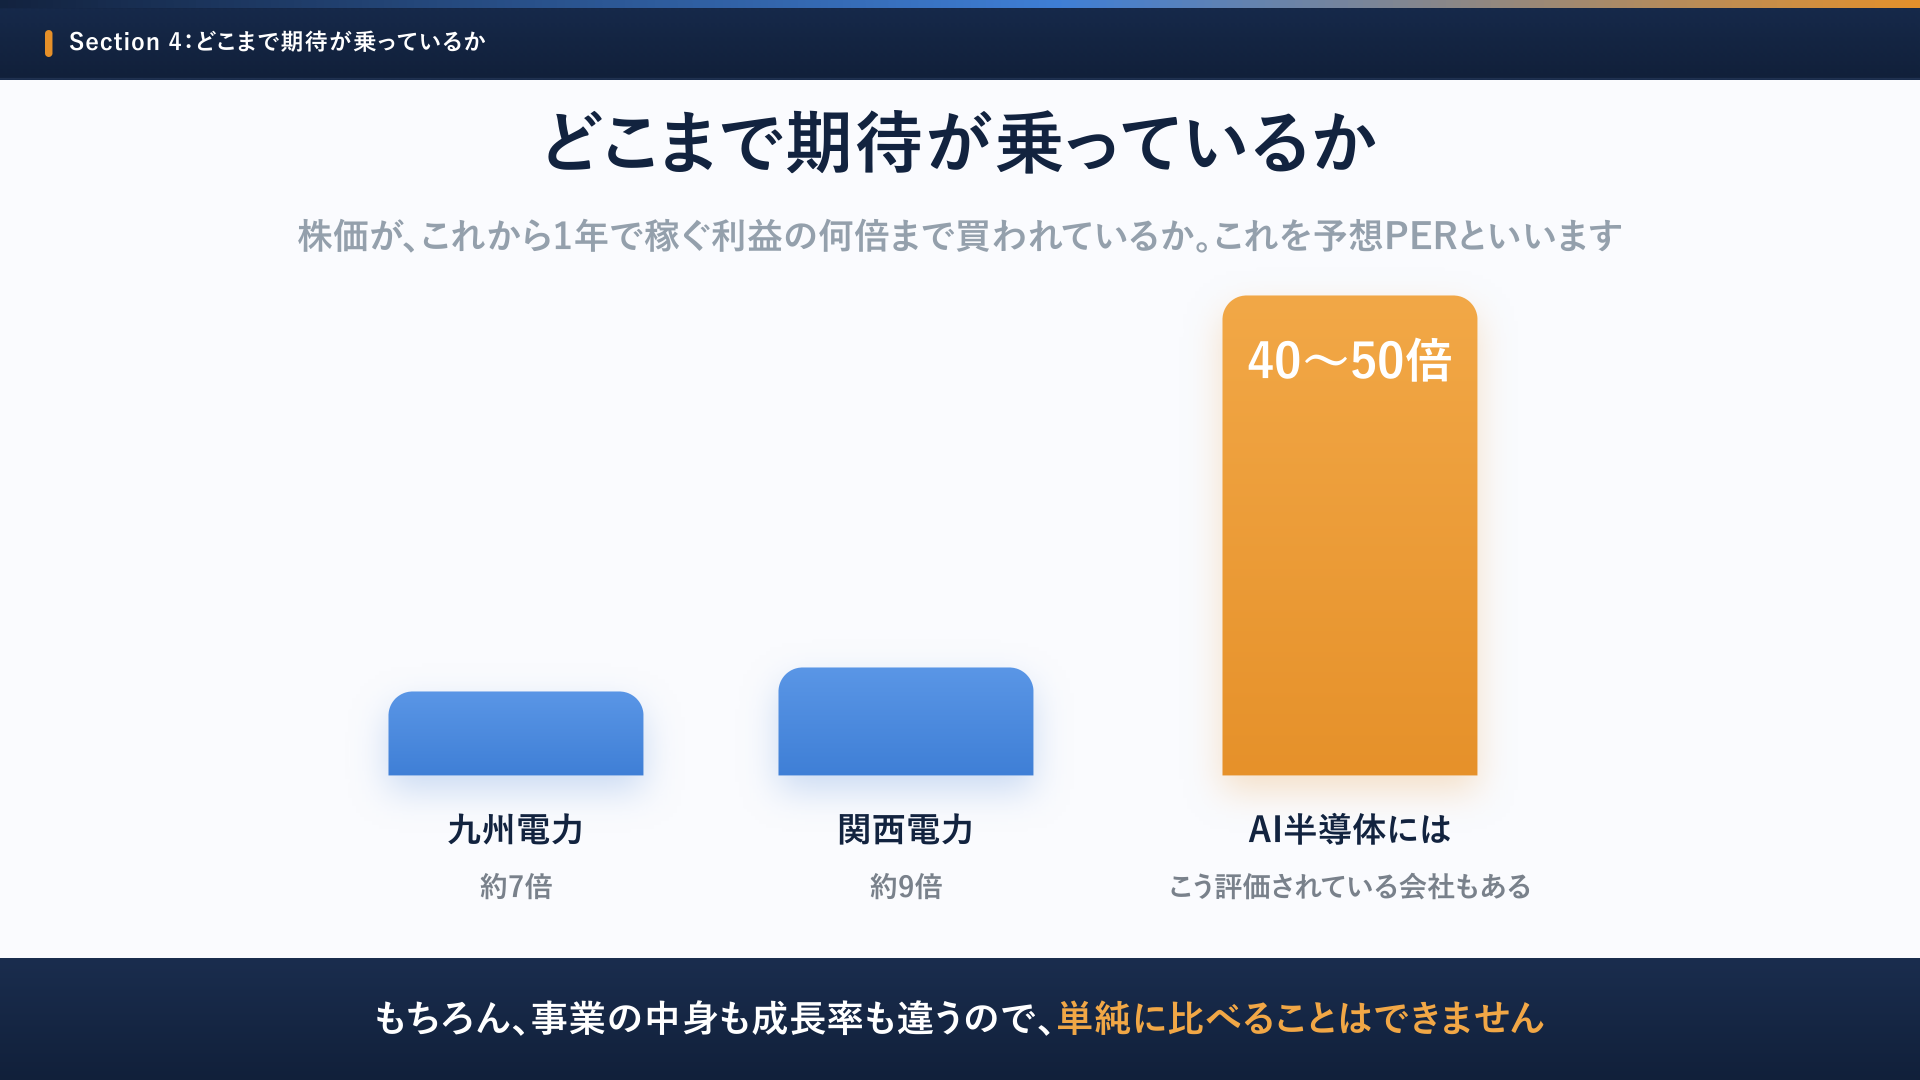 Section 4：どこまで期待が乗っているか
どこまで期待が乗っているか
株価が、これから1年で稼ぐ利益の何倍まで買われているか。これを予想PERといいます
40〜50倍
九州電力
約7倍
関西電力
約9倍
AI半導体には
こう評価されている会社もある
もちろん、事業の中身も成長率も違うので、単純に比べることはできません